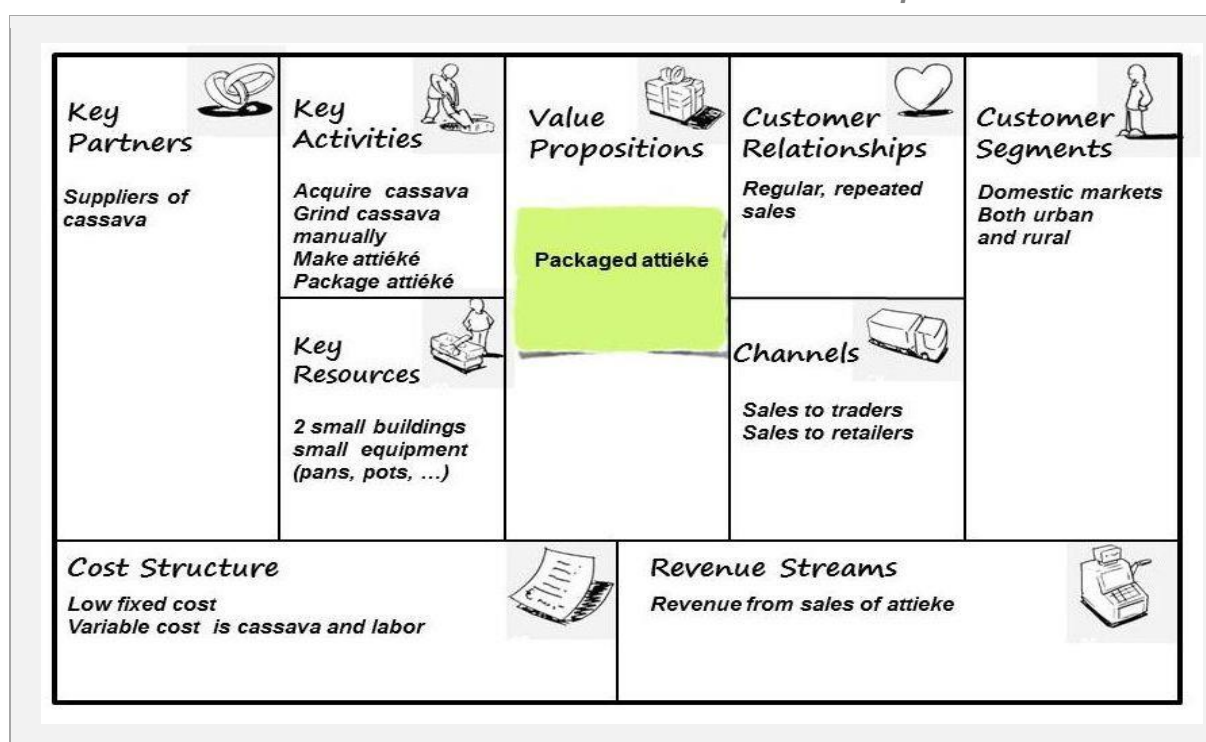 Key
Partners
Suppliers of
cassava
Key
Activities
Acquire cassava
Grind cassava
manually
Make attiéké
Package attiéké
Key
Resources
2 small buildings
small equipment
(pans, pots, ...)
Value
Propositions
Packaged attiéké
Customer
Relationships
Regular, repeated
sales
Channels
Sales to traders
Sales to retailers
Customer
Segments
Domestic markets
Both urban
and rural
Cost Structure
Low fixed cost
Variable cost is cassava and labor
Revenue Streams
Revenue from sales of attieke